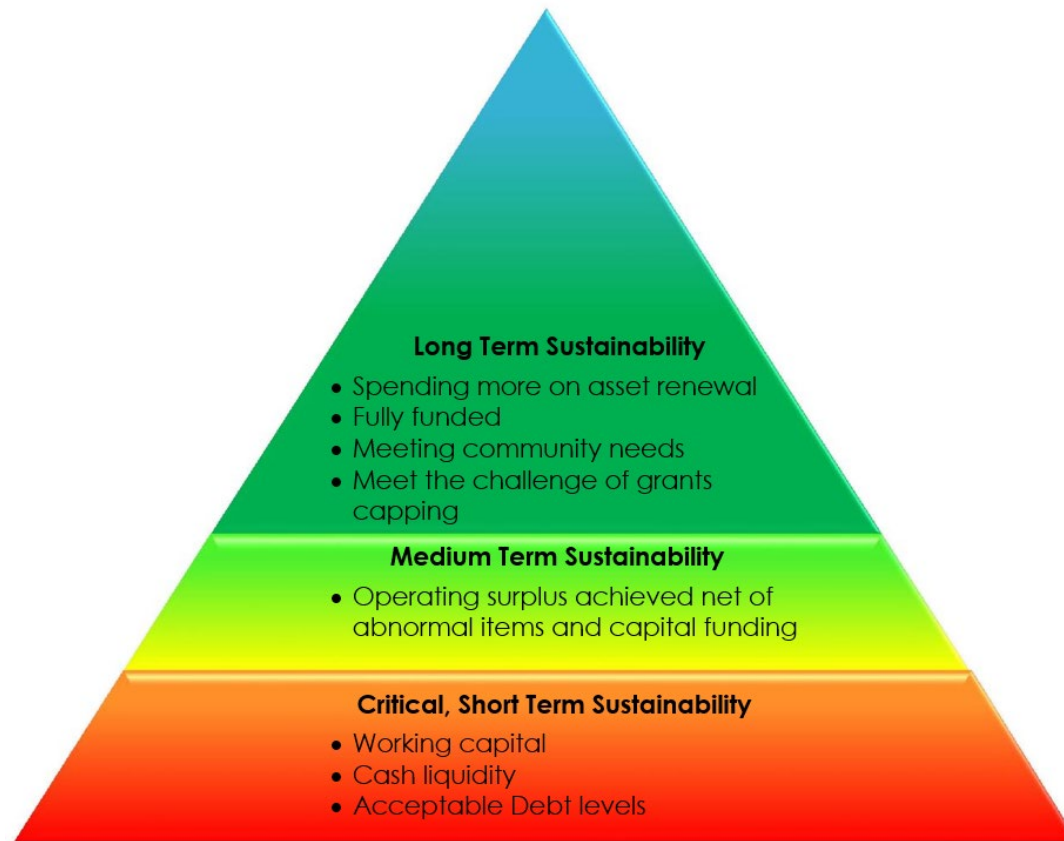 Long Term Sustainability
• Spending more on asset renewal
• Fully funded
• Meeting community needs
• Meet the challenge of grants
capping
Medium Term Sustainability
• Operating surplus achieved net of
abnormal items and capital funding
Critical, Short Term Sustainability
• Working capital
• Cash liquidity
• Acceptable Debt levels